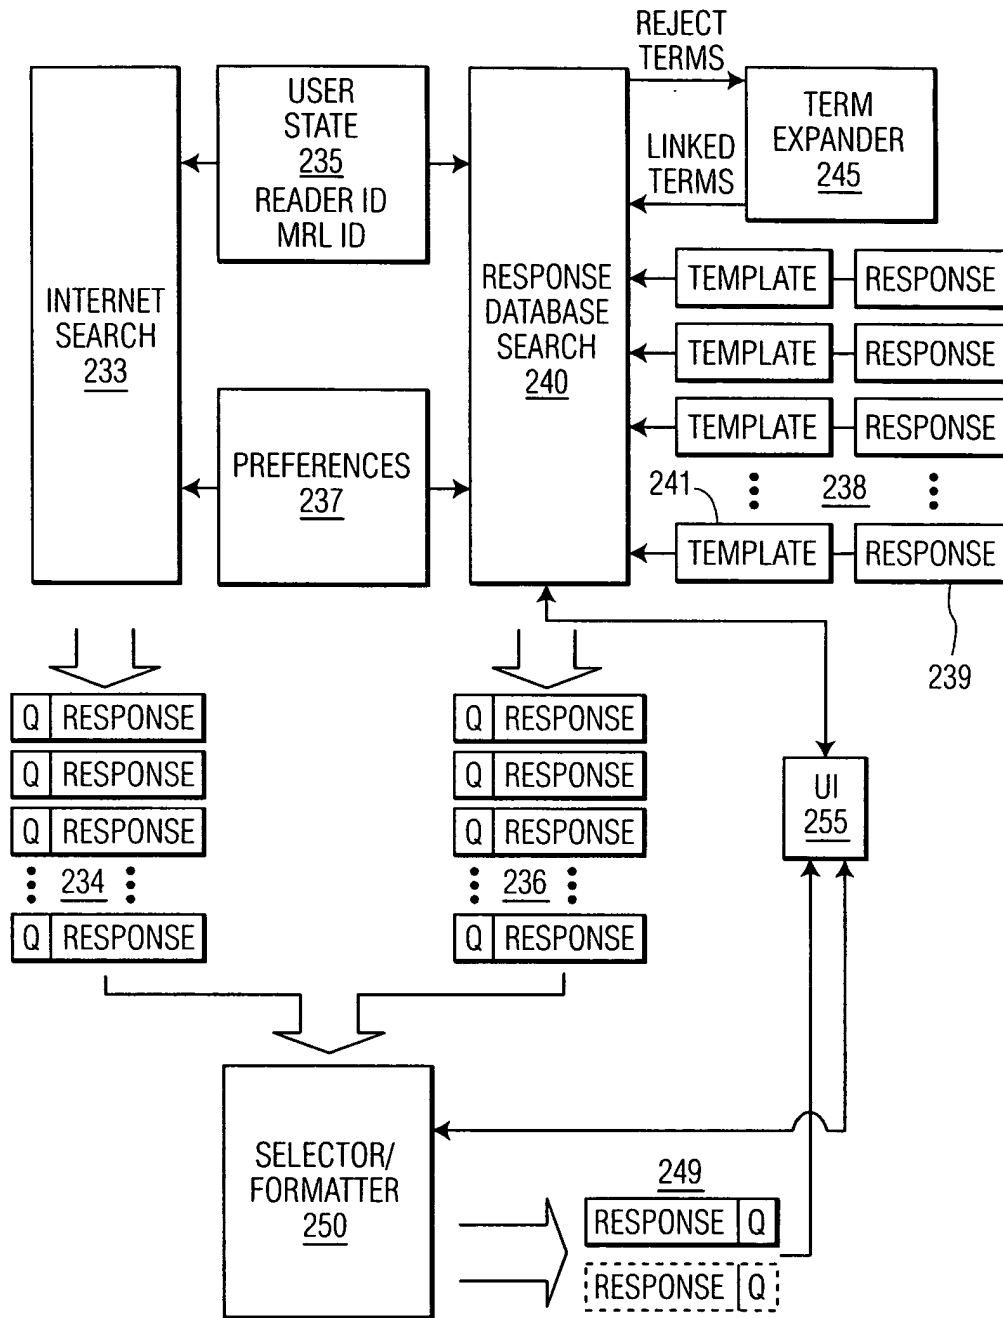 REJECT
TERMS
USER
STATE
235
READER ID
MRL ID
TERM
EXPANDER
245
LINKED
TERMS
INTERNET
SEARCH
233
RESPONSE
DATABASE
SEARCH
240
TEMPLATE
RESPONSE
TEMPLATE
RESPONSE
TEMPLATE
RESPONSE
PREFERENCES
237
241
238
TEMPLATE
RESPONSE
239
Q RESPONSE
Q RESPONSE
Q RESPONSE
234
Q RESPONSE
Q RESPONSE
Q RESPONSE
Q RESPONSE
236
Q RESPONSE
UI
255
SELECTOR/
FORMATTER
250
249
RESPONSE Q
RESPONSE Q